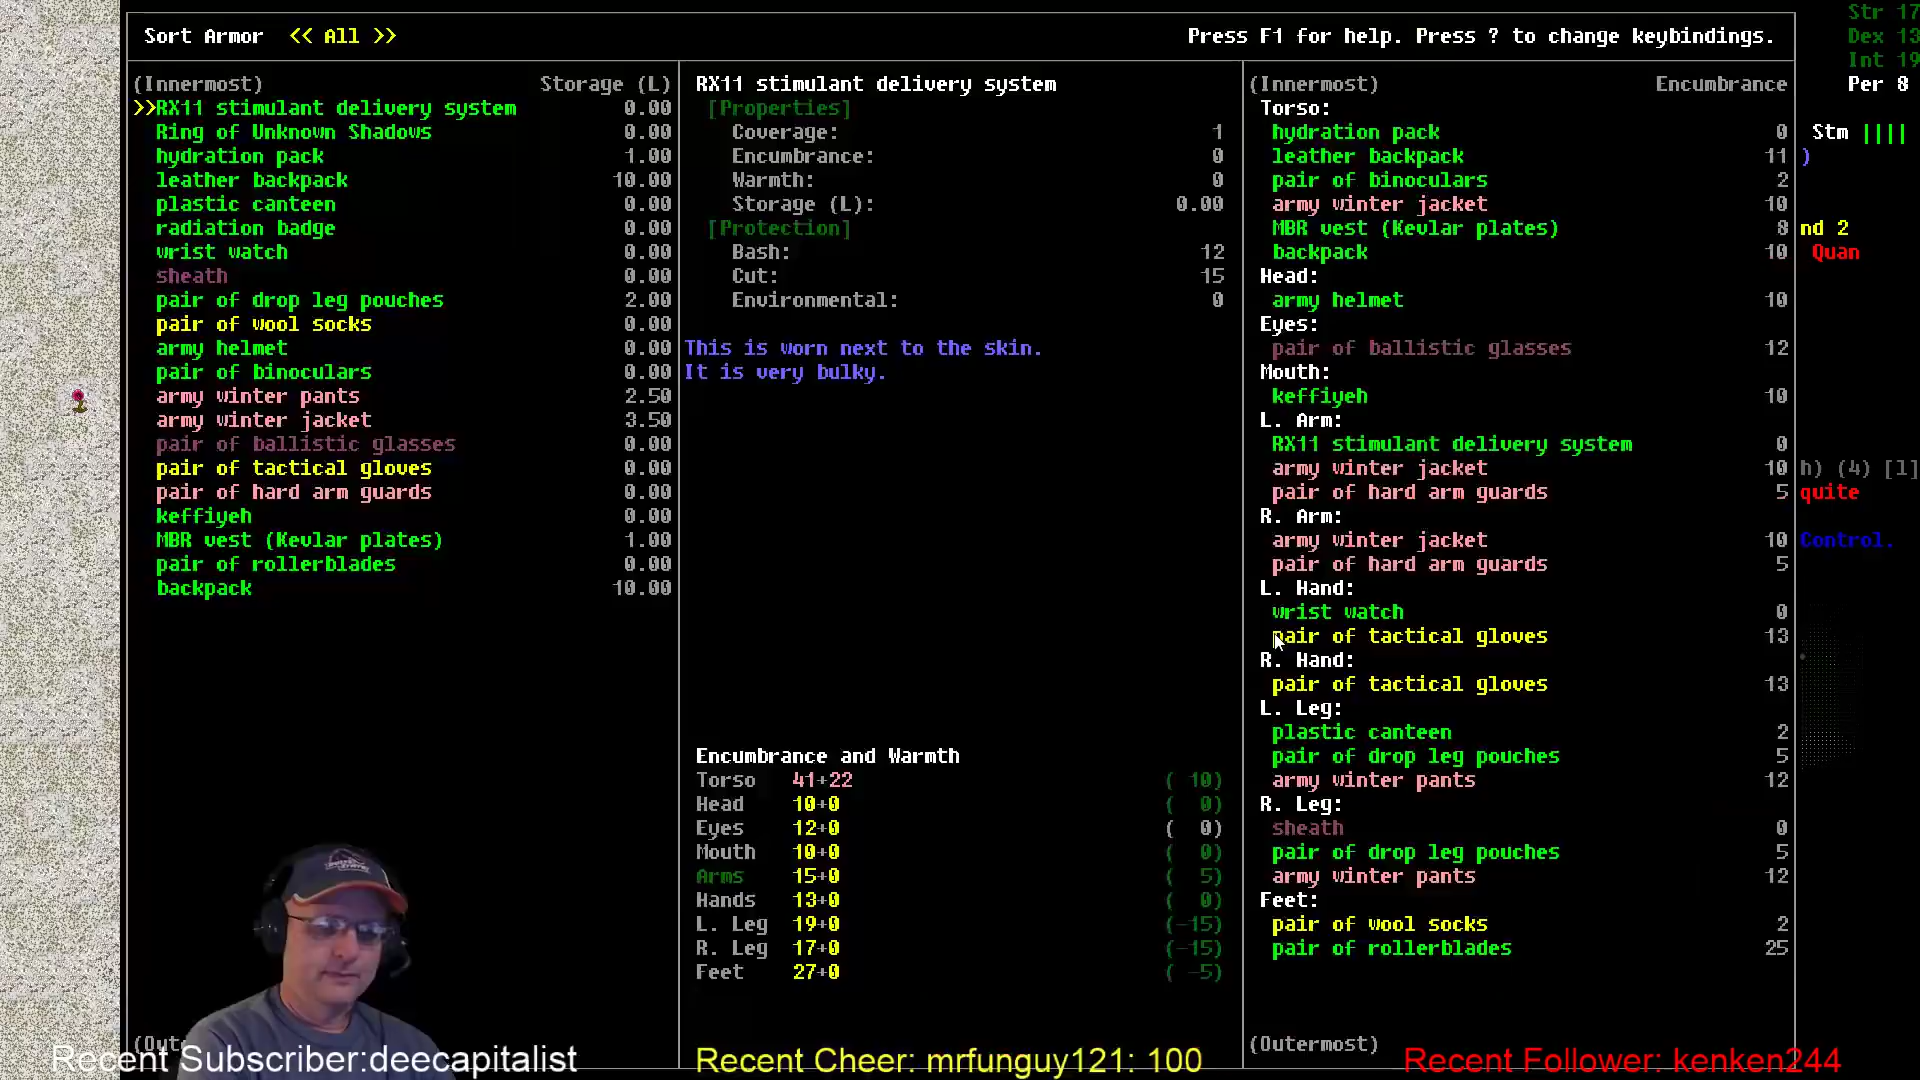 Sort Armor << All >> Press F1 for help. Press ? to change keybindings.
(Innermost) Storage (L)
>>RX11 stimulant delivery system 0.00
Ring of Unknown Shadows 0.00
hydration pack 1.00
leather backpack 10.00
plastic canteen 0.00
radiation badge 0.00
wrist watch 0.00
sheath 0.00
pair of drop leg pouches 2.00
pair of wool socks 0.00
army helmet 0.00
pair of binoculars 0.00
army winter pants 2.50
army winter jacket 3.50
pair of ballistic glasses 0.00
pair of tactical gloves 0.00
pair of hard arm guards 0.00
keffiyeh 0.00
MBR vest (Kevlar plates) 1.00
pair of rollerblades 0.00
backpack 10.00
RX11 stimulant delivery system
[Properties]
Coverage: 1
Encumbrance: 0
Warmth: 0
Storage (L): 0.00
[Protection]
Bash: 12
Cut: 15
Environmental: 0
This is worn next to the skin.
It is very bulky.
Encumbrance and Warmth
Torso 41+22 ( 10)
Head 10+0 ( 0)
Eyes 12+0 ( 0)
Mouth 10+0 ( 0)
Arms 15+0 ( 5)
Hands 13+0 ( 0)
L. Leg 19+0 (-15)
R. Leg 17+0 (-15)
Feet 27+0 ( -5)
(Innermost) Encumbrance
Torso:
hydration pack 0
leather backpack 11
pair of binoculars 2
army winter jacket 10
MBR vest (Kevlar plates) 8
backpack 10
Head:
army helmet 10
Eyes:
pair of ballistic glasses 12
Mouth:
keffiyeh 10
L. Arm:
RX11 stimulant delivery system 0
army winter jacket 10
pair of hard arm guards 5
R. Arm:
army winter jacket 10
pair of hard arm guards 5
L. Hand:
wrist watch 0
pair of tactical gloves 13
R. Hand:
pair of tactical gloves 13
L. Leg:
plastic canteen 2
pair of drop leg pouches 5
army winter pants 12
R. Leg:
sheath 0
pair of drop leg pouches 5
army winter pants 12
Feet:
pair of wool socks 2
pair of rollerblades 25
(Outermost)
Str 17
Dex 13
Int 19
Per 8
Stm ||||
)
nd 2
Quan
h) (4) [l]
quite
Control.
(Out
Recent Subscriber:deecapitalist
Recent Cheer: mrfunguy121: 100
Recent Follower: kenken244